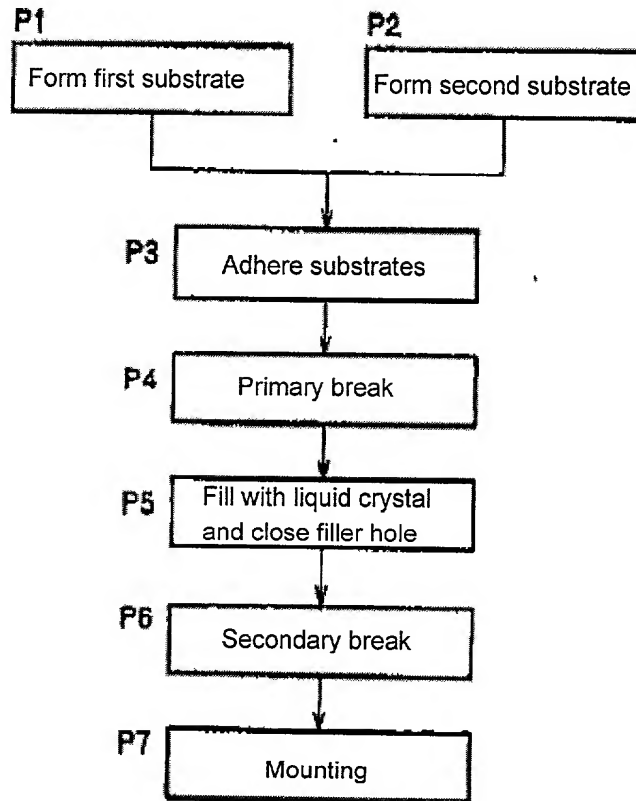 P1
Form first substrate
P2
Form second substrate
P3
Adhere substrates
P4
Primary break
P5
Fill with liquid crystal
and close filler hole
P6
Secondary break
P7
Mounting